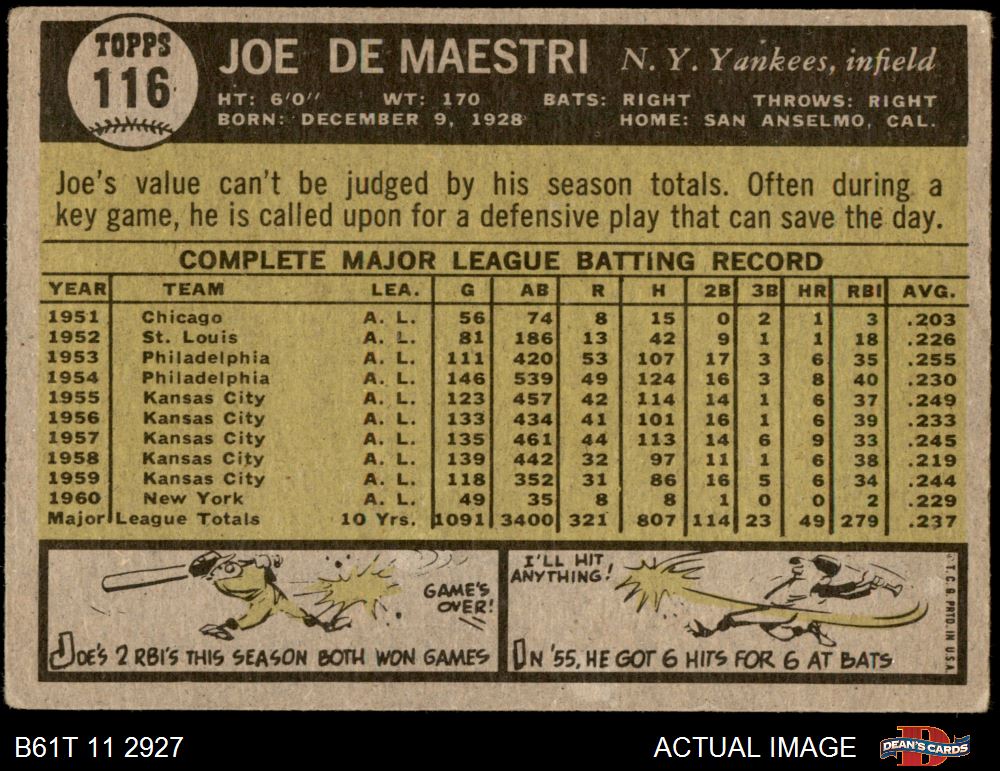 TOPPS
116
JOE DE MAESTRI N. Y. Yankees, infield
HT: 6'0" WT: 170 BATS: RIGHT THROWS: RIGHT
BORN: DECEMBER 9, 1928 HOME: SAN ANSELMO, CAL.
Joe's value can't be judged by his season totals. Often during a
key game, he is called upon for a defensive play that can save the day.
COMPLETE MAJOR LEAGUE BATTING RECORD
YEAR TEAM LEA. G AB R H 2B 3B HR RBI AVG.
1951 Chicago A. L. 56 74 8 15 0 2 1 3 .203
1952 St. Louis A. L. 81 186 13 42 9 1 1 18 .226
1953 Philadelphia A. L. 111 420 53 107 17 3 6 35 .255
1954 Philadelphia A. L. 146 539 49 124 16 3 8 40 .230
1955 Kansas City A. L. 123 457 42 114 14 1 6 37 .249
1956 Kansas City A. L. 133 434 41 101 16 1 6 39 .233
1957 Kansas City A. L. 135 461 44 113 14 6 9 33 .245
1958 Kansas City A. L. 139 442 32 97 11 1 6 38 .219
1959 Kansas City A. L. 118 352 31 86 16 5 6 34 .244
1960 New York A. L. 49 35 8 8 1 0 0 2 .229
Major League Totals 10 Yrs. 1091 3400 321 807 114 23 49 279 .237
GAME'S
OVER!
JOE'S 2 RBI'S THIS SEASON BOTH WON GAMES
I'LL HIT
ANYTHING!
IN '55, HE GOT 6 HITS FOR 6 AT BATS
T. C. G. PRTD. IN U.S.A.
B61T 11 2927
ACTUAL IMAGE
DEAN'S CARDS